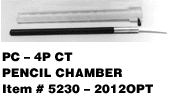 PC – 4P CT
PENCIL CHAMBER
Item # 5230 – 2012OPT